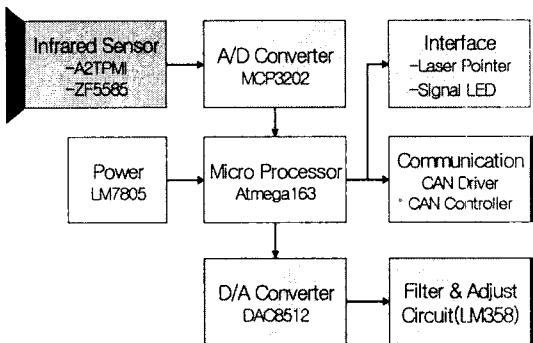 Infrared Sensor
-A2TPMI
-ZF5585
A/D Converter
MCP3202
Interface
-Laser Pointer
-Signal LED
Power
LM7805
Micro Processor
Atmega163
Communication
CAN Driver
CAN Controller
D/A Converter
DAC8512
Filter & Adjust
Circuit(LM358)